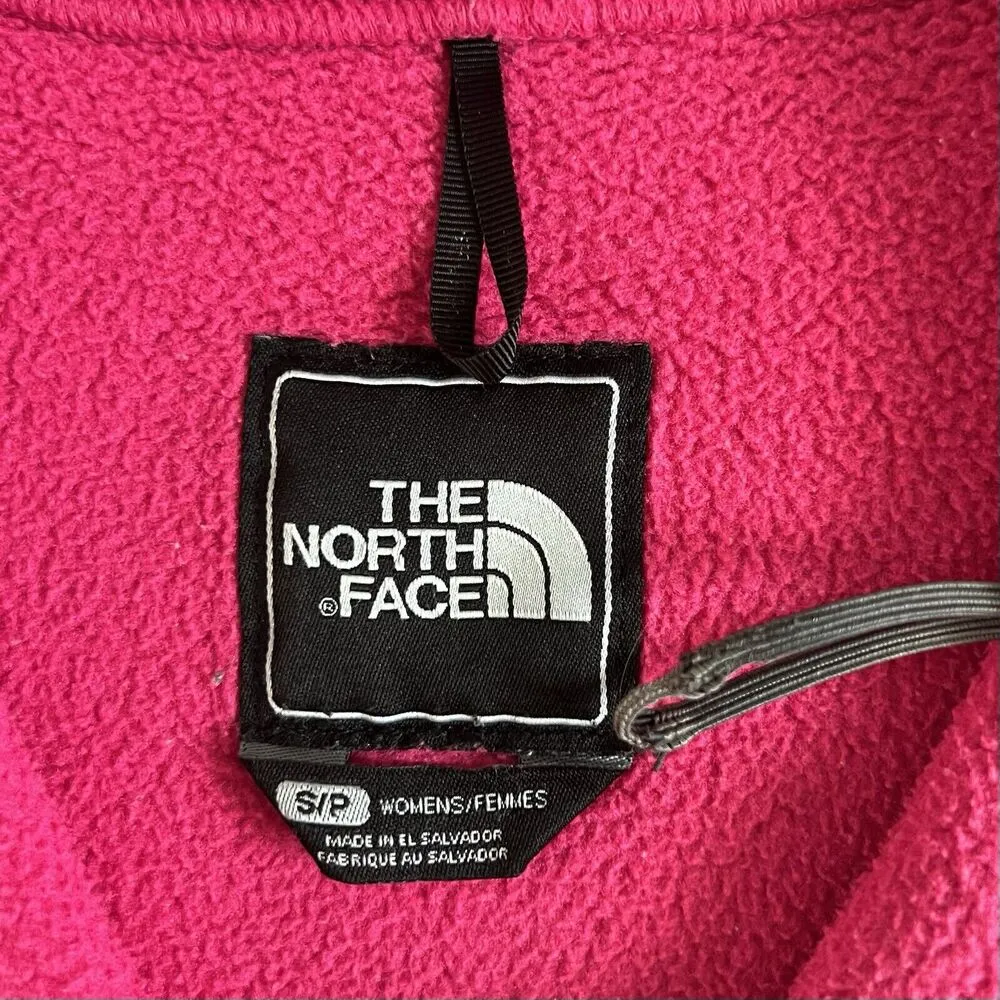 THE
NORTH
® FACE
S/P WOMENS/FEMMES
MADE IN EL SALVADOR
FABRIQUE AU SALVADOR